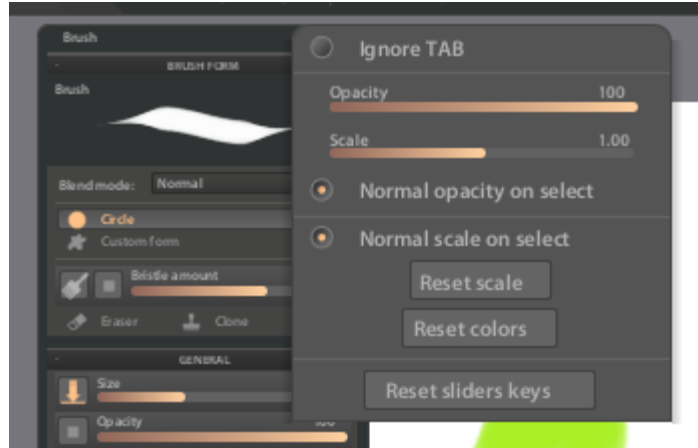 Brush
BRUSH FORM
Brush
Blend mode: Normal
Circle
Custom form
Bristle amount
Eraser Clone
GENERAL
Size
Opacity 100
Ignore TAB
Opacity 100
Scale 1.00
Normal opacity on select
Normal scale on select
Reset scale
Reset colors
Reset sliders keys